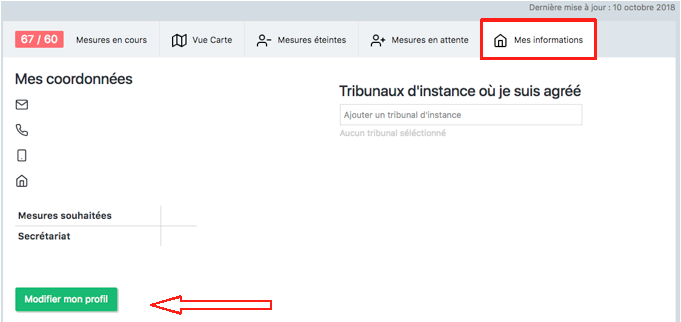 Dernière mise à jour : 10 octobre 2018
67 / 60 Mesures en cours Vue Carte Mesures éteintes Mesures en attente Mes informations
Mes coordonnées
Tribunaux d'instance où je suis agréé
Ajouter un tribunal d'instance
Aucun tribunal séléctionné
Mesures souhaitées
Secrétariat
Modifier mon profil